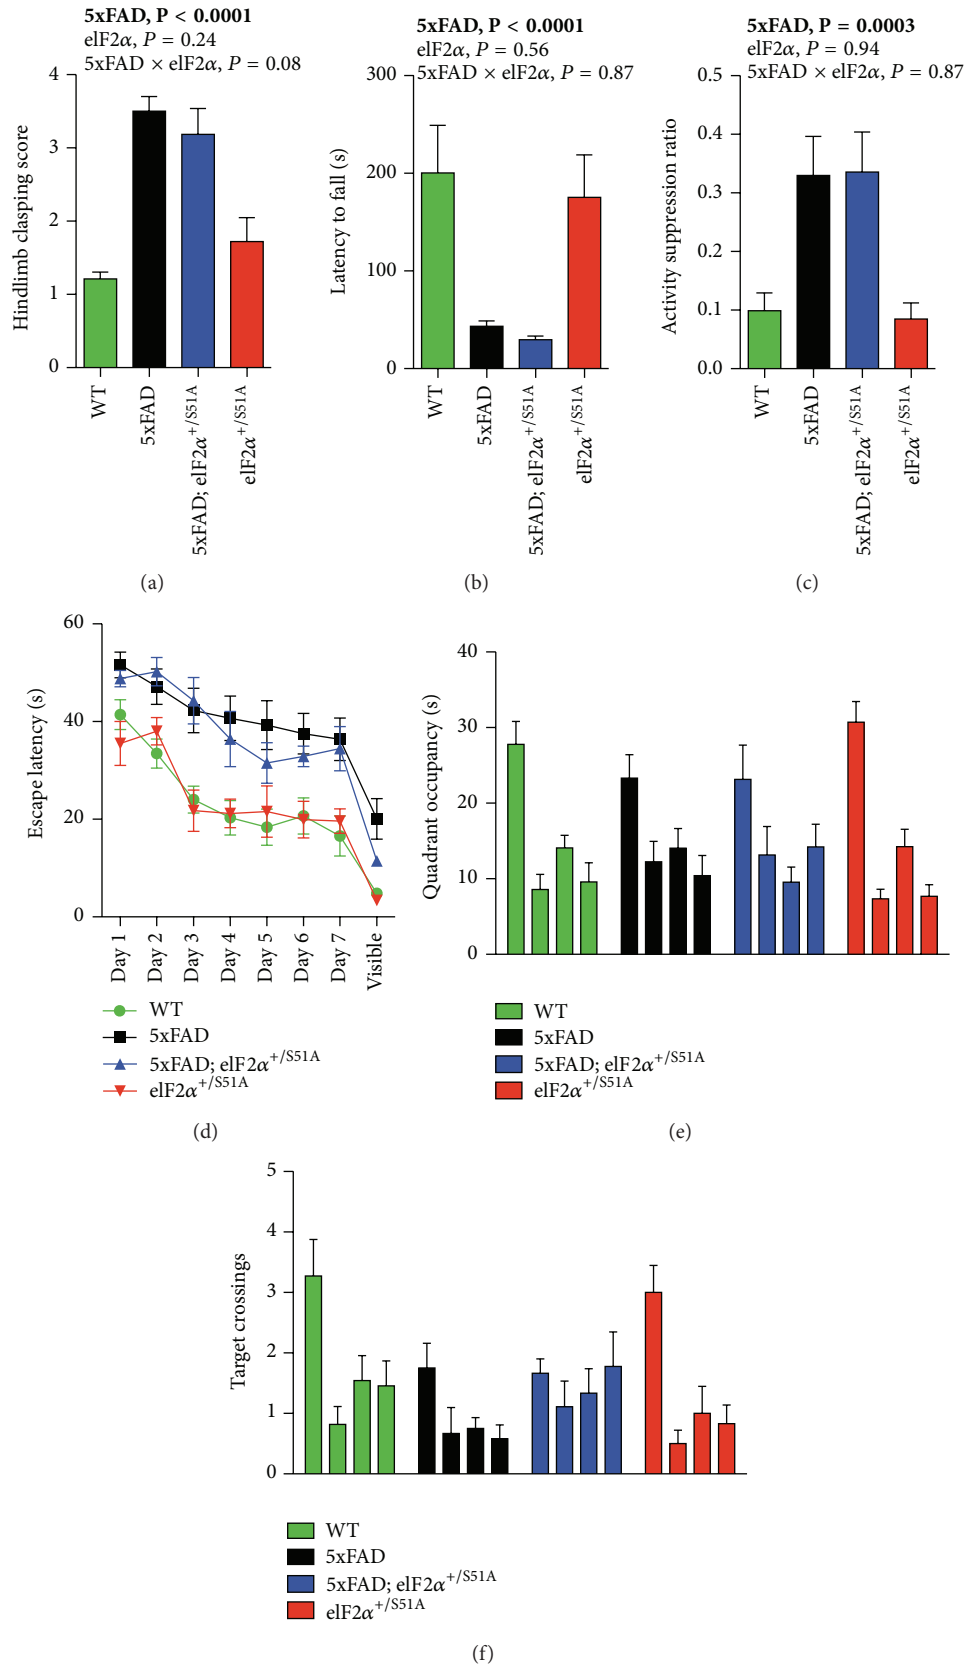 5xFAD, P < 0.0001
elF2α, P = 0.24
5xFAD × elF2α, P = 0.08
Hindlimb clasping score
4
3
2
1
0
WT
5xFAD
5xFAD; elF2α+/S51A
elF2α+/S51A
(a)
5xFAD, P < 0.0001
elF2α, P = 0.56
5xFAD × elF2α, P = 0.87
Latency to fall (s)
300
200
100
0
WT
5xFAD
5xFAD; elF2α+/S51A
elF2α+/S51A
(b)
5xFAD, P = 0.0003
elF2α, P = 0.94
5xFAD × elF2α, P = 0.87
Activity suppression ratio
0.5
0.4
0.3
0.2
0.1
0.0
WT
5xFAD
5xFAD; elF2α+/S51A
elF2α+/S51A
(c)
Escape latency (s)
60
40
20
0
Day 1
Day 2
Day 3
Day 4
Day 5
Day 6
Day 7
Visible
WT
5xFAD
5xFAD; elF2α+/S51A
elF2α+/S51A
(d)
Quadrant occupancy (s)
40
30
20
10
0
WT
5xFAD
5xFAD; elF2α+/S51A
elF2α+/S51A
(e)
Target crossings
5
4
3
2
1
0
WT
5xFAD
5xFAD; elF2α+/S51A
elF2α+/S51A
(f)